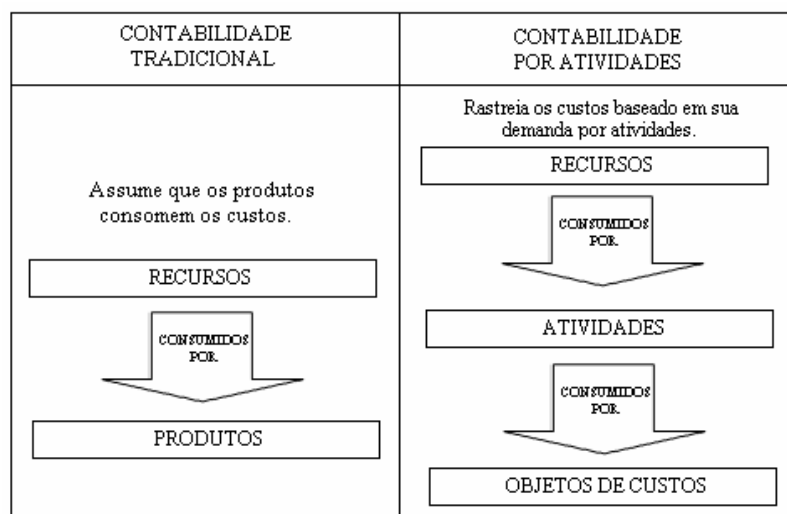 CONTABILIDADE
TRADICIONAL
Assume que os produtos
consomem os custos.
RECURSOS
CONSUMIDOS
POR
PRODUTOS
CONTABILIDADE
POR ATIVIDADES
Rastreia os custos baseado em sua
demanda por atividades.
RECURSOS
CONSUMIDOS
POR
ATIVIDADES
CONSUMIDOS
POR
OBJETOS DE CUSTOS